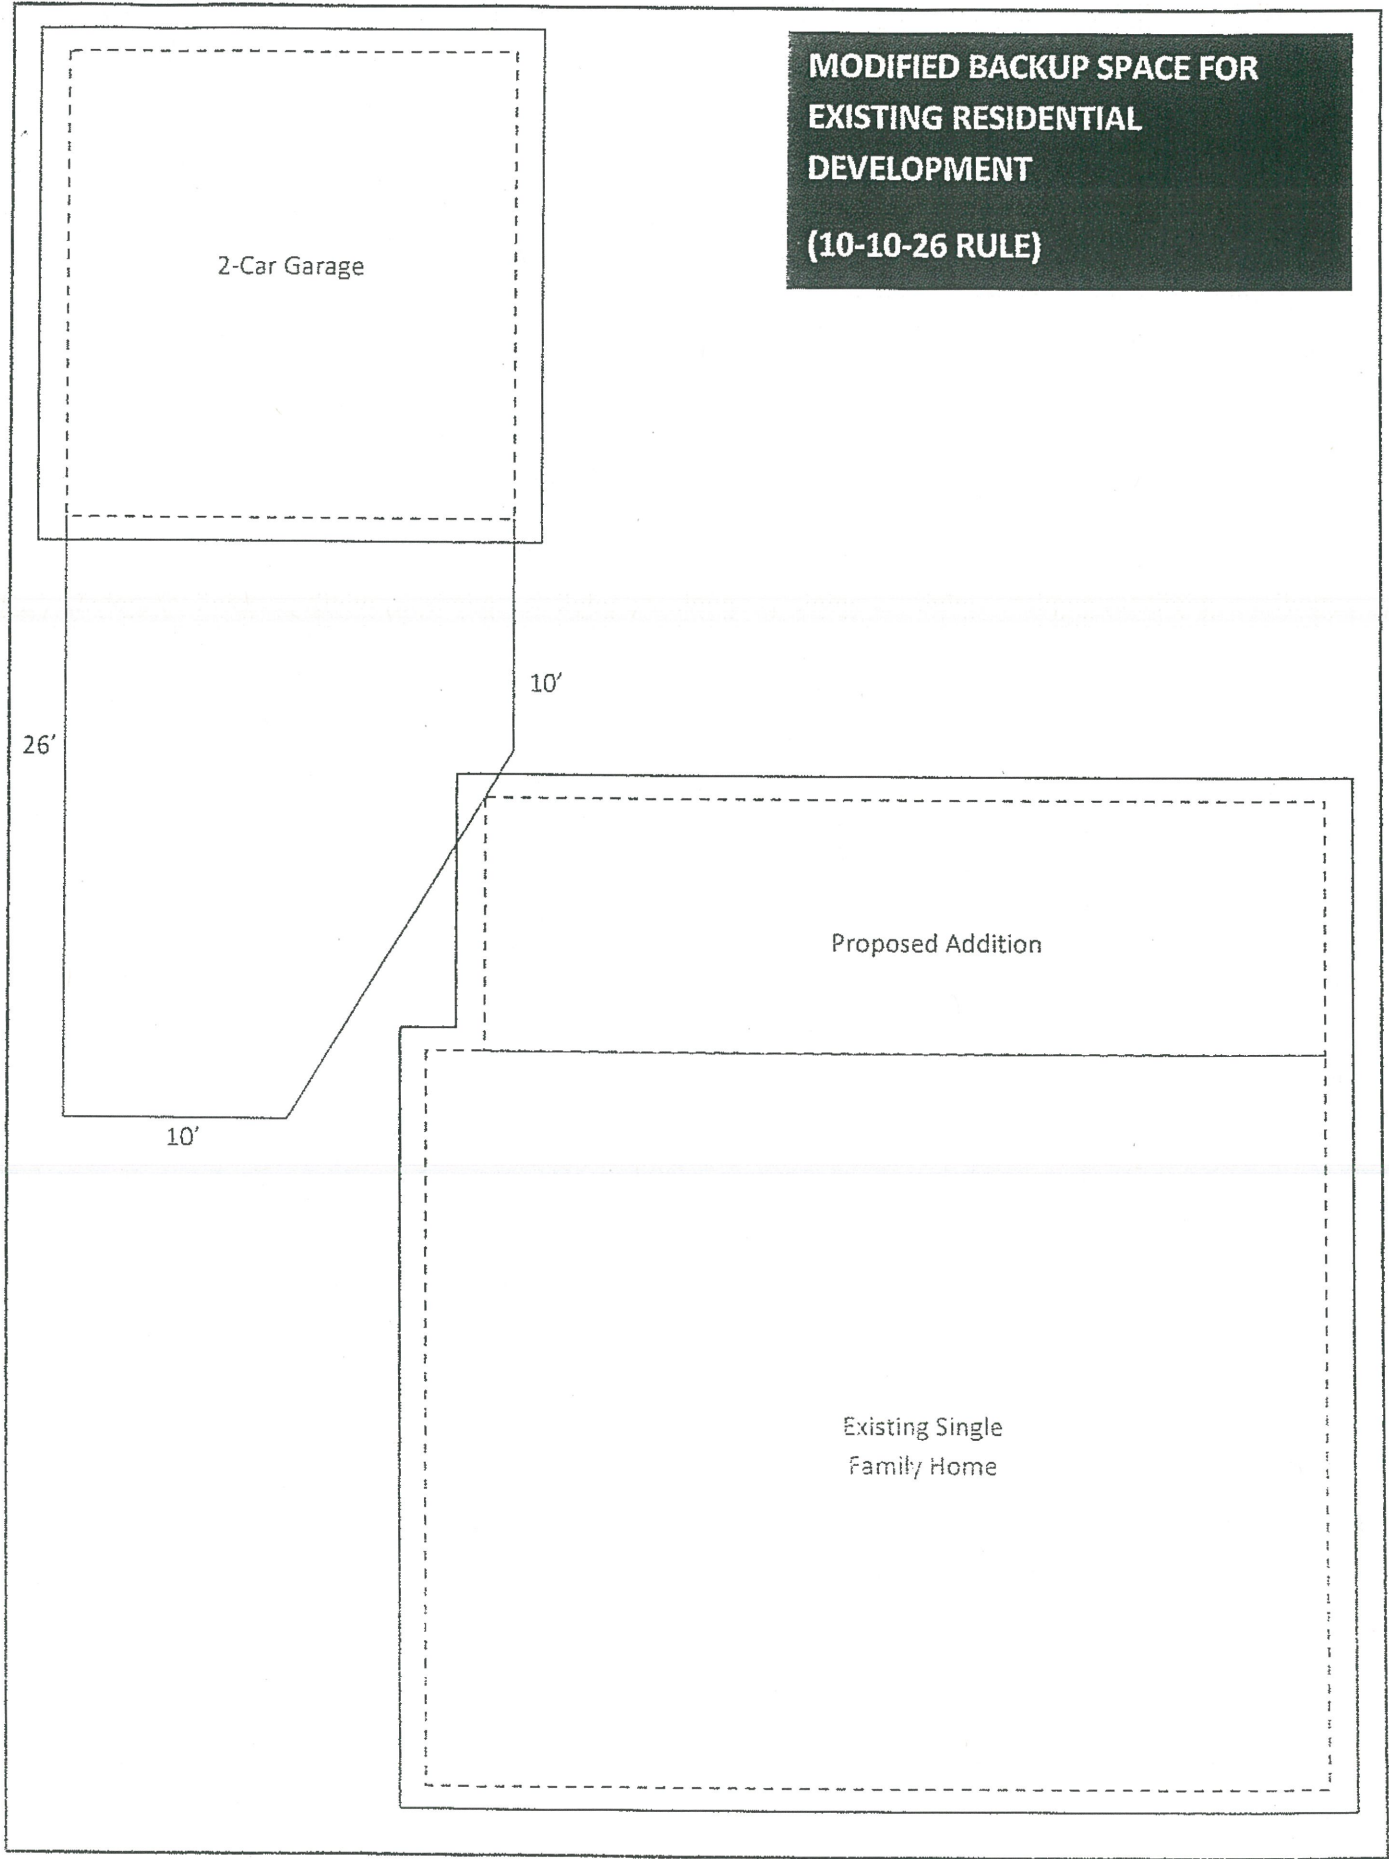 MODIFIED BACKUP SPACE FOR
EXISTING RESIDENTIAL
DEVELOPMENT
(10-10-26 RULE)
2-Car Garage
10'
26'
Proposed Addition
10'
Existing Single
Family Home